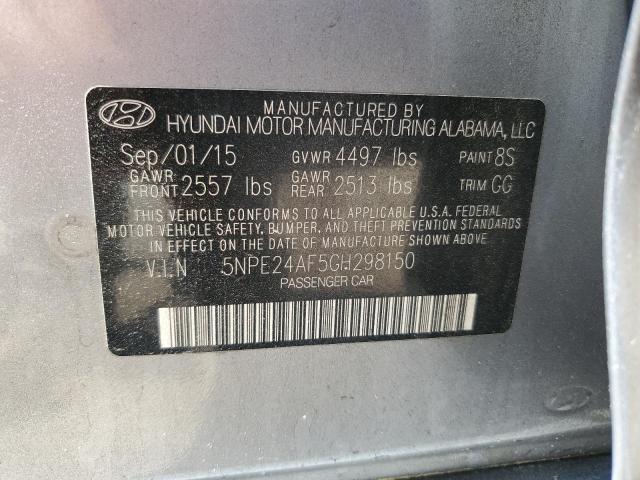 MANUFACTURED BY
HYUNDAI MOTOR MANUFACTURING ALABAMA, LLC
Sep/01/15 GVWR 4497 lbs PAINT 8S
GAWR FRONT 2557 lbs GAWR REAR 2513 lbs TRIM GG
THIS VEHICLE CONFORMS TO ALL APPLICABLE U.S.A. FEDERAL
MOTOR VEHICLE SAFETY, BUMPER, AND THEFT PREVENTION STANDARDS
IN EFFECT ON THE DATE OF MANUFACTURE SHOWN ABOVE.
V.I.N 5NPE24AF5GH298150
PASSENGER CAR